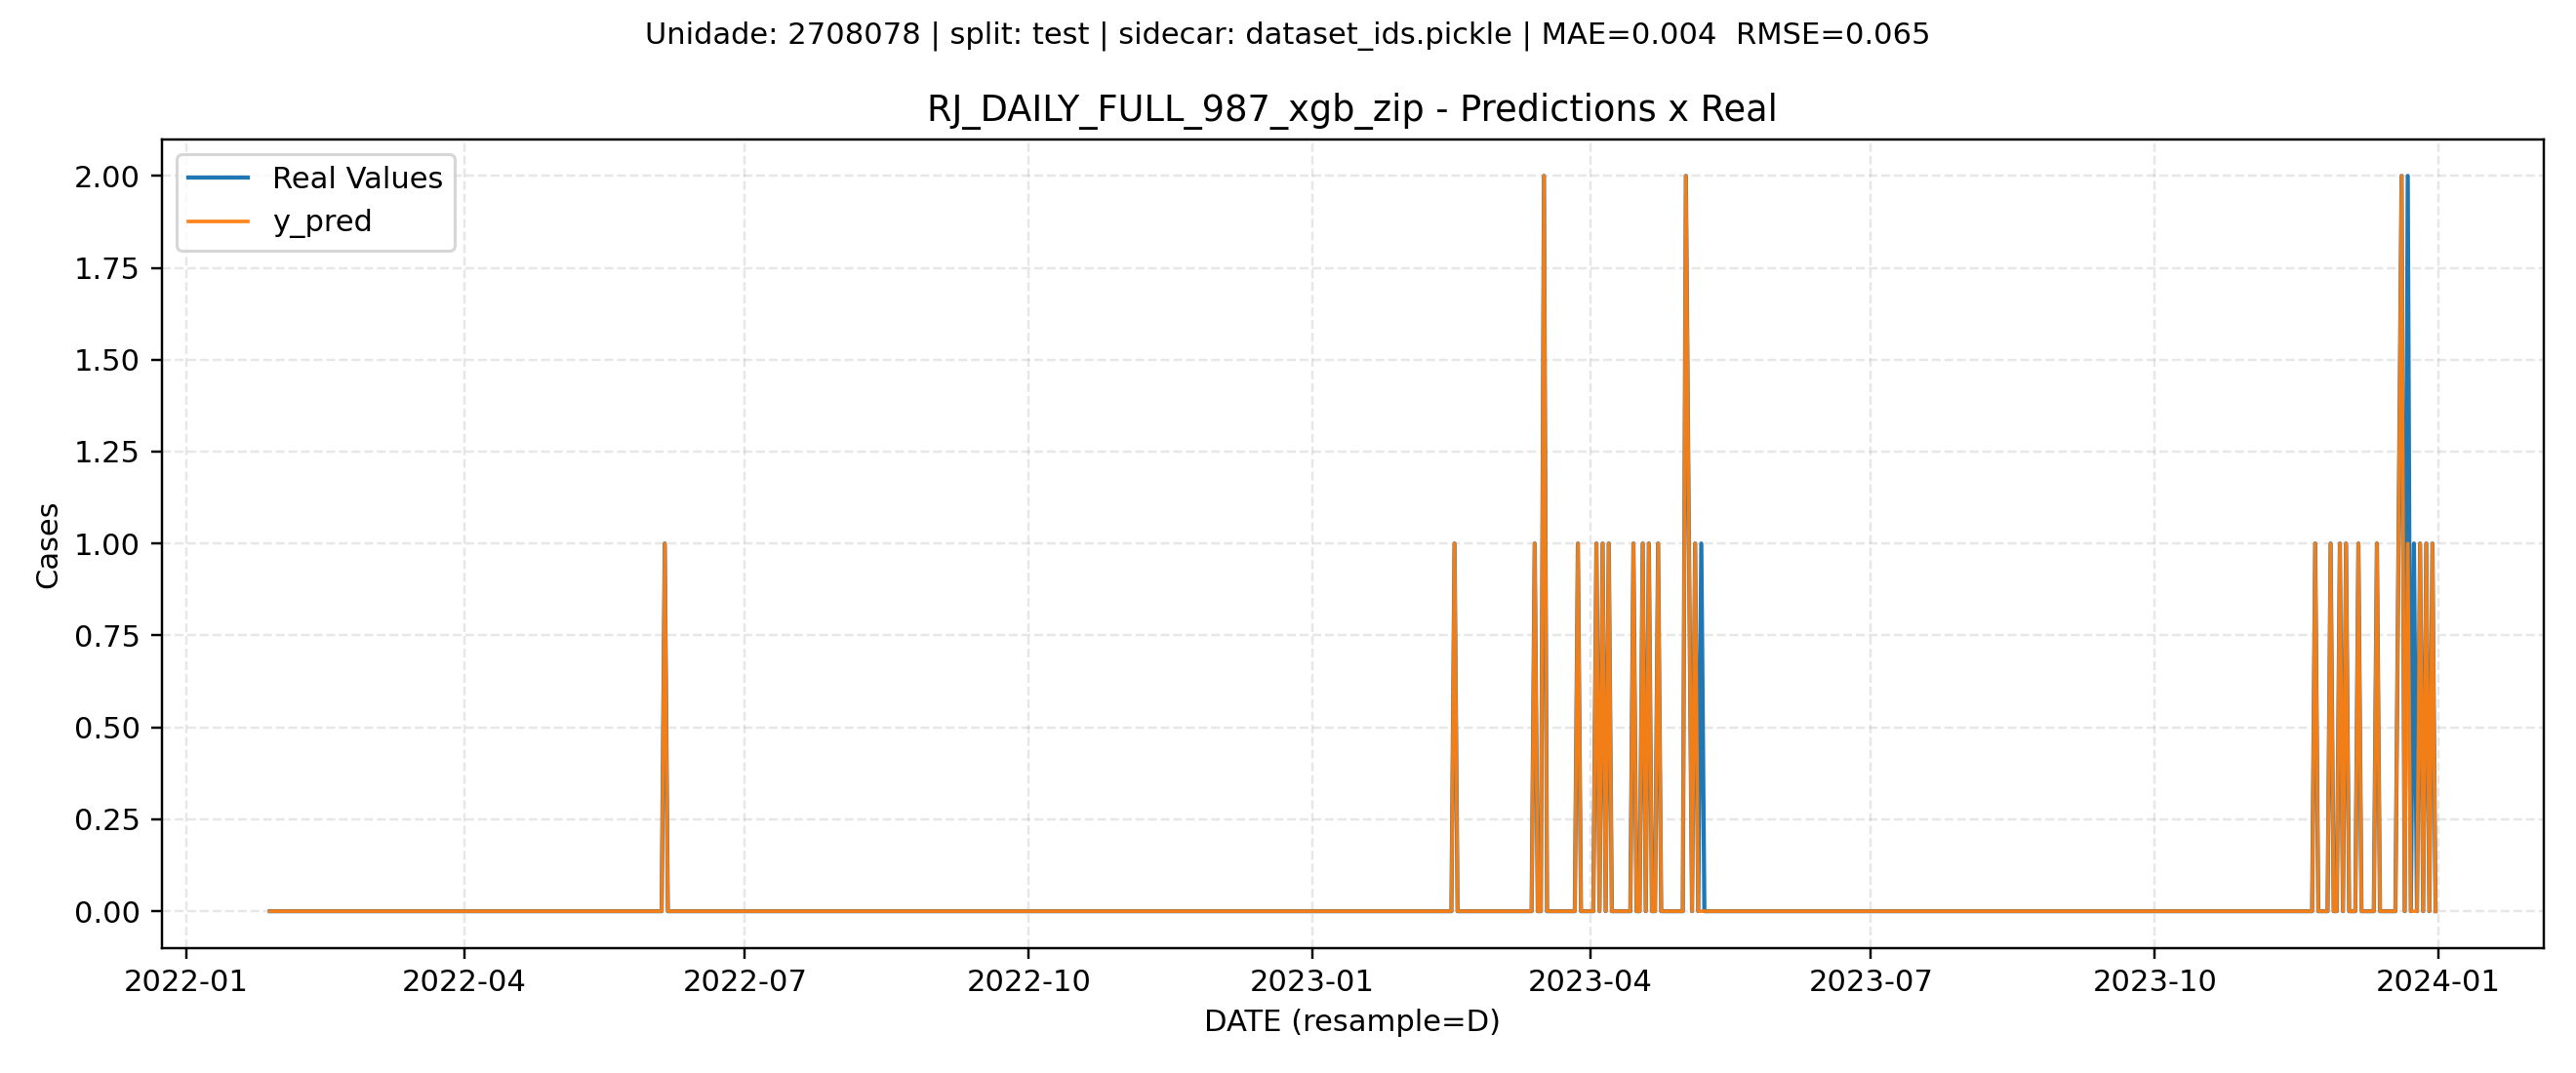 Unidade: 2708078 | split: test | sidecar: dataset_ids.pickle | MAE=0.004  RMSE=0.065
RJ_DAILY_FULL_987_xgb_zip - Predictions x Real
Real Values
y_pred
2.00
1.75
1.50
1.25
1.00
0.75
0.50
0.25
0.00
Cases
2022-01 2022-04 2022-07 2022-10 2023-01 2023-04 2023-07 2023-10 2024-01
DATE (resample=D)